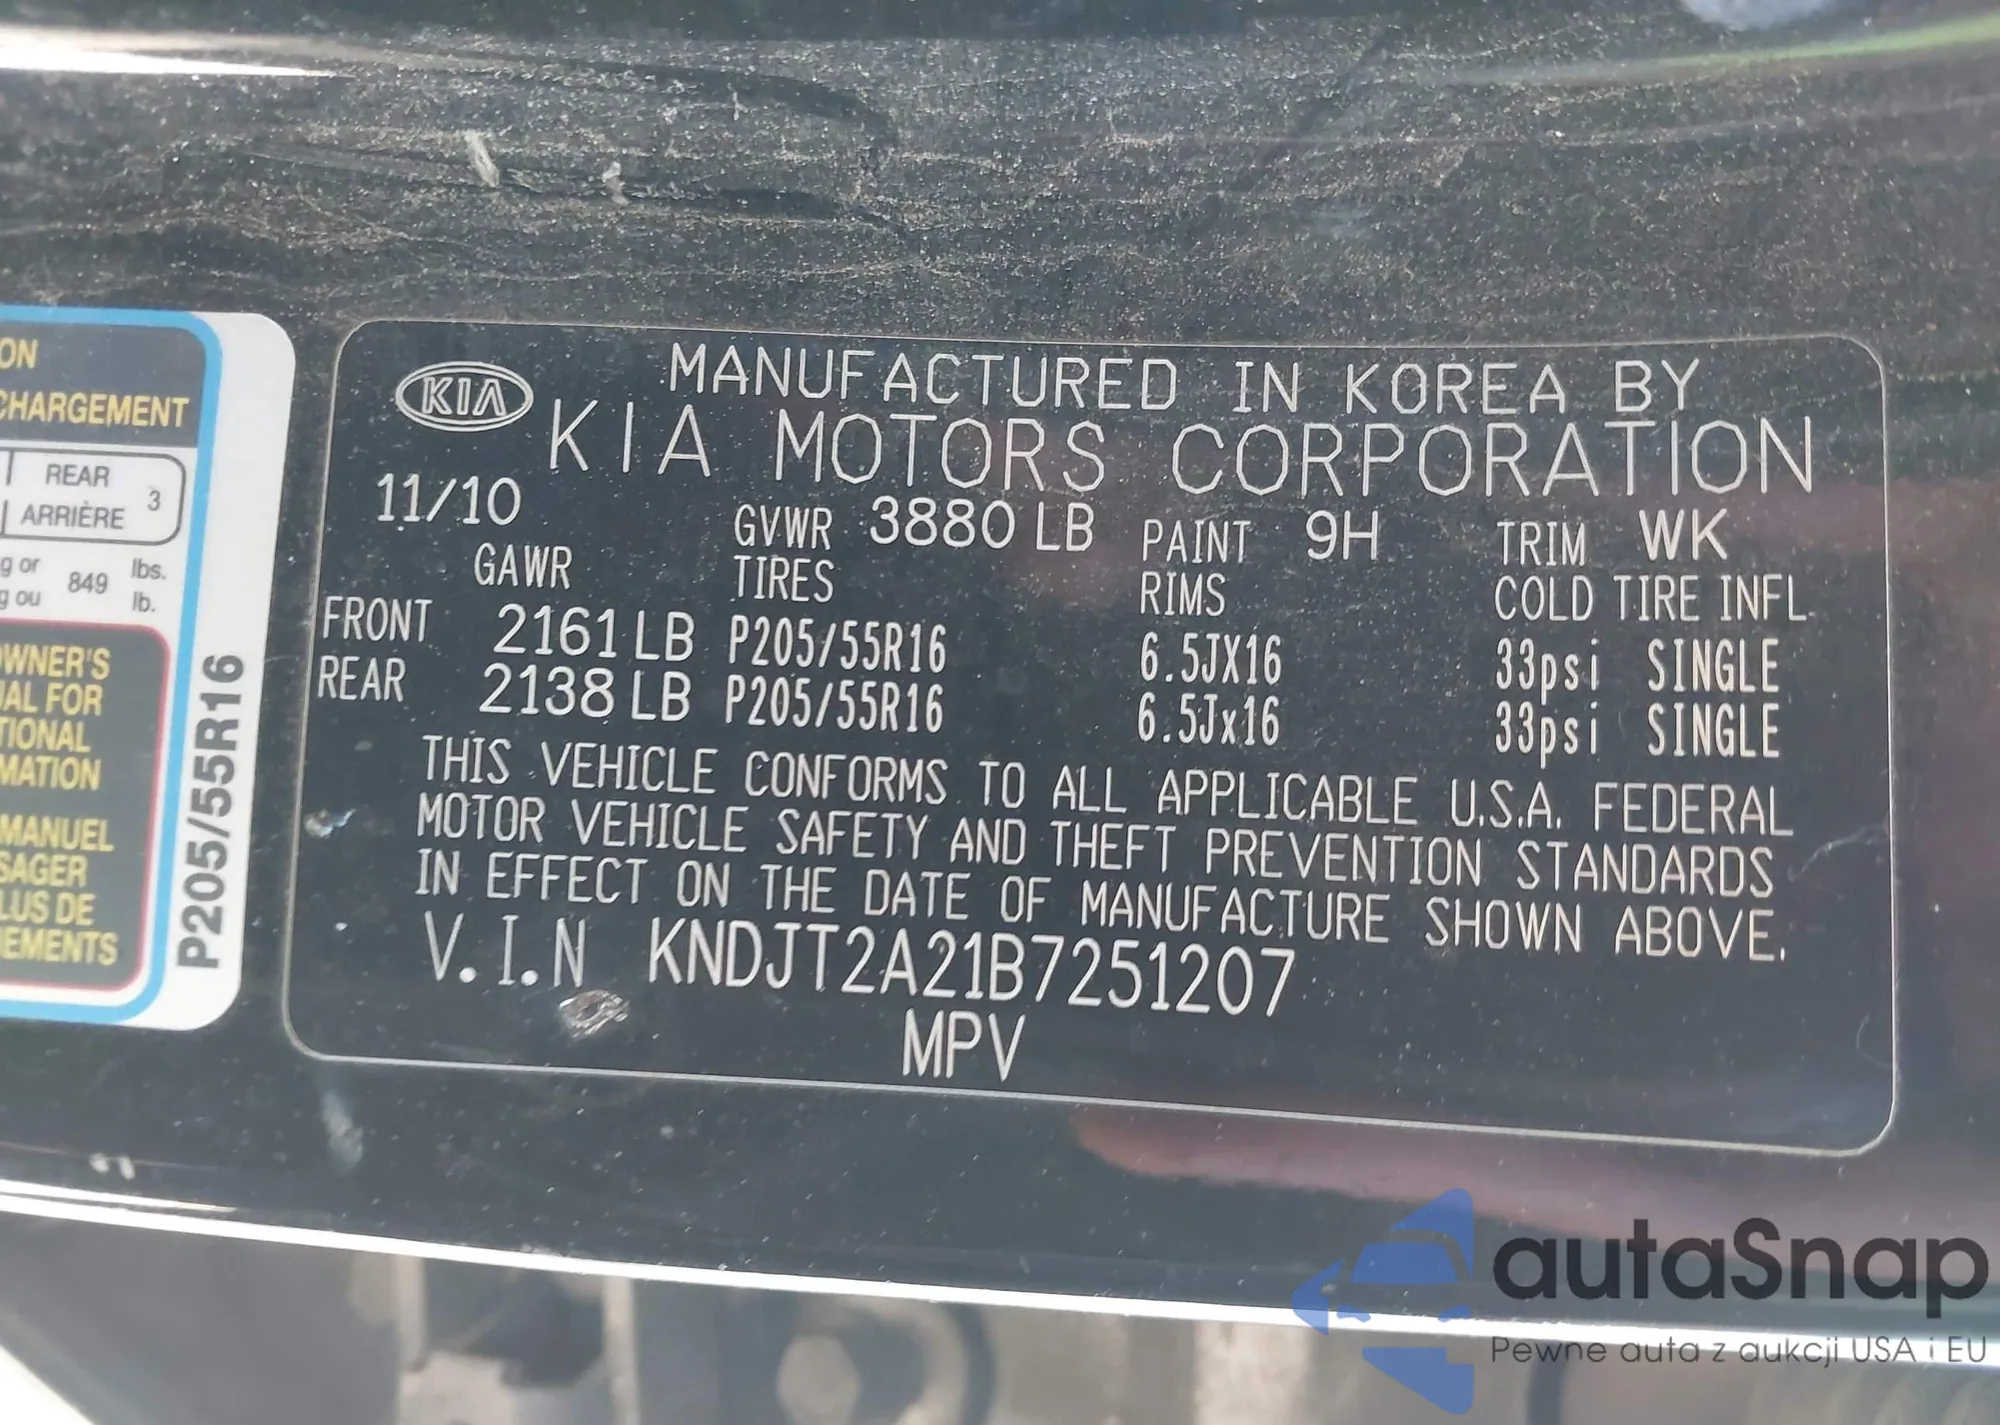 ON
CHARGEMENT
REAR
ARRIÈRE
3
g or
g ou
849
lbs.
lb.
OWNER'S
UAL FOR
TIONAL
MATION
MANUEL
SAGER
LUS DE
NEMENTS
P205/55R16
KIA
MANUFACTURED IN KOREA BY
KIA MOTORS CORPORATION
11/10 GVWR 3880 LB PAINT 9H TRIM WK
GAWR TIRES RIMS COLD TIRE INFL
FRONT 2161 LB P205/55R16 6.5JX16 33psi SINGLE
REAR 2138 LB P205/55R16 6.5Jx16 33psi SINGLE
THIS VEHICLE CONFORMS TO ALL APPLICABLE U.S.A. FEDERAL
MOTOR VEHICLE SAFETY AND THEFT PREVENTION STANDARDS
IN EFFECT ON THE DATE OF MANUFACTURE SHOWN ABOVE.
V.I.N KNDJT2A21B7251207
MPV
autaSnap
Pewne auta z aukcji USA i EU